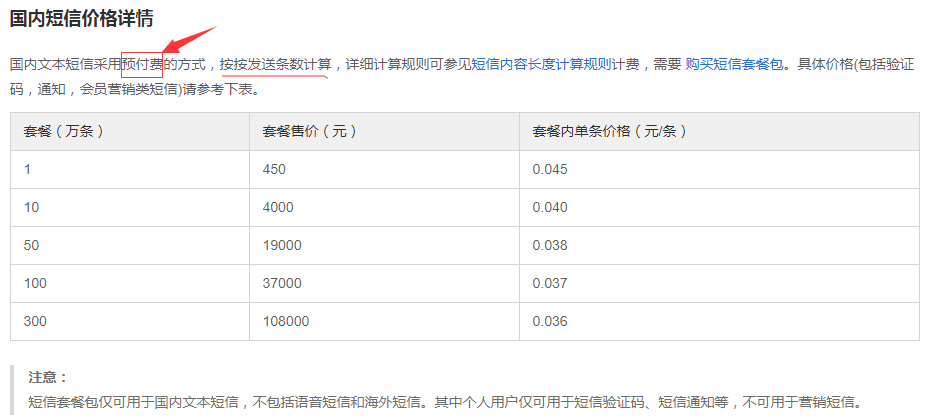 国内短信价格详情
国内文本短信采用预付费的方式，按按发送条数计算，详细计算规则可参见短信内容长度计算规则计费，需要 购买短信套餐包。具体价格(包括验证
码，通知，会员营销类短信)请参考下表。
套餐（万条） 套餐售价（元） 套餐内单条价格（元/条）
1 450 0.045
10 4000 0.040
50 19000 0.038
100 37000 0.037
300 108000 0.036
注意：
短信套餐包仅可用于国内文本短信，不包括语音短信和海外短信。其中个人用户仅可用于短信验证码、短信通知等，不可用于营销短信。